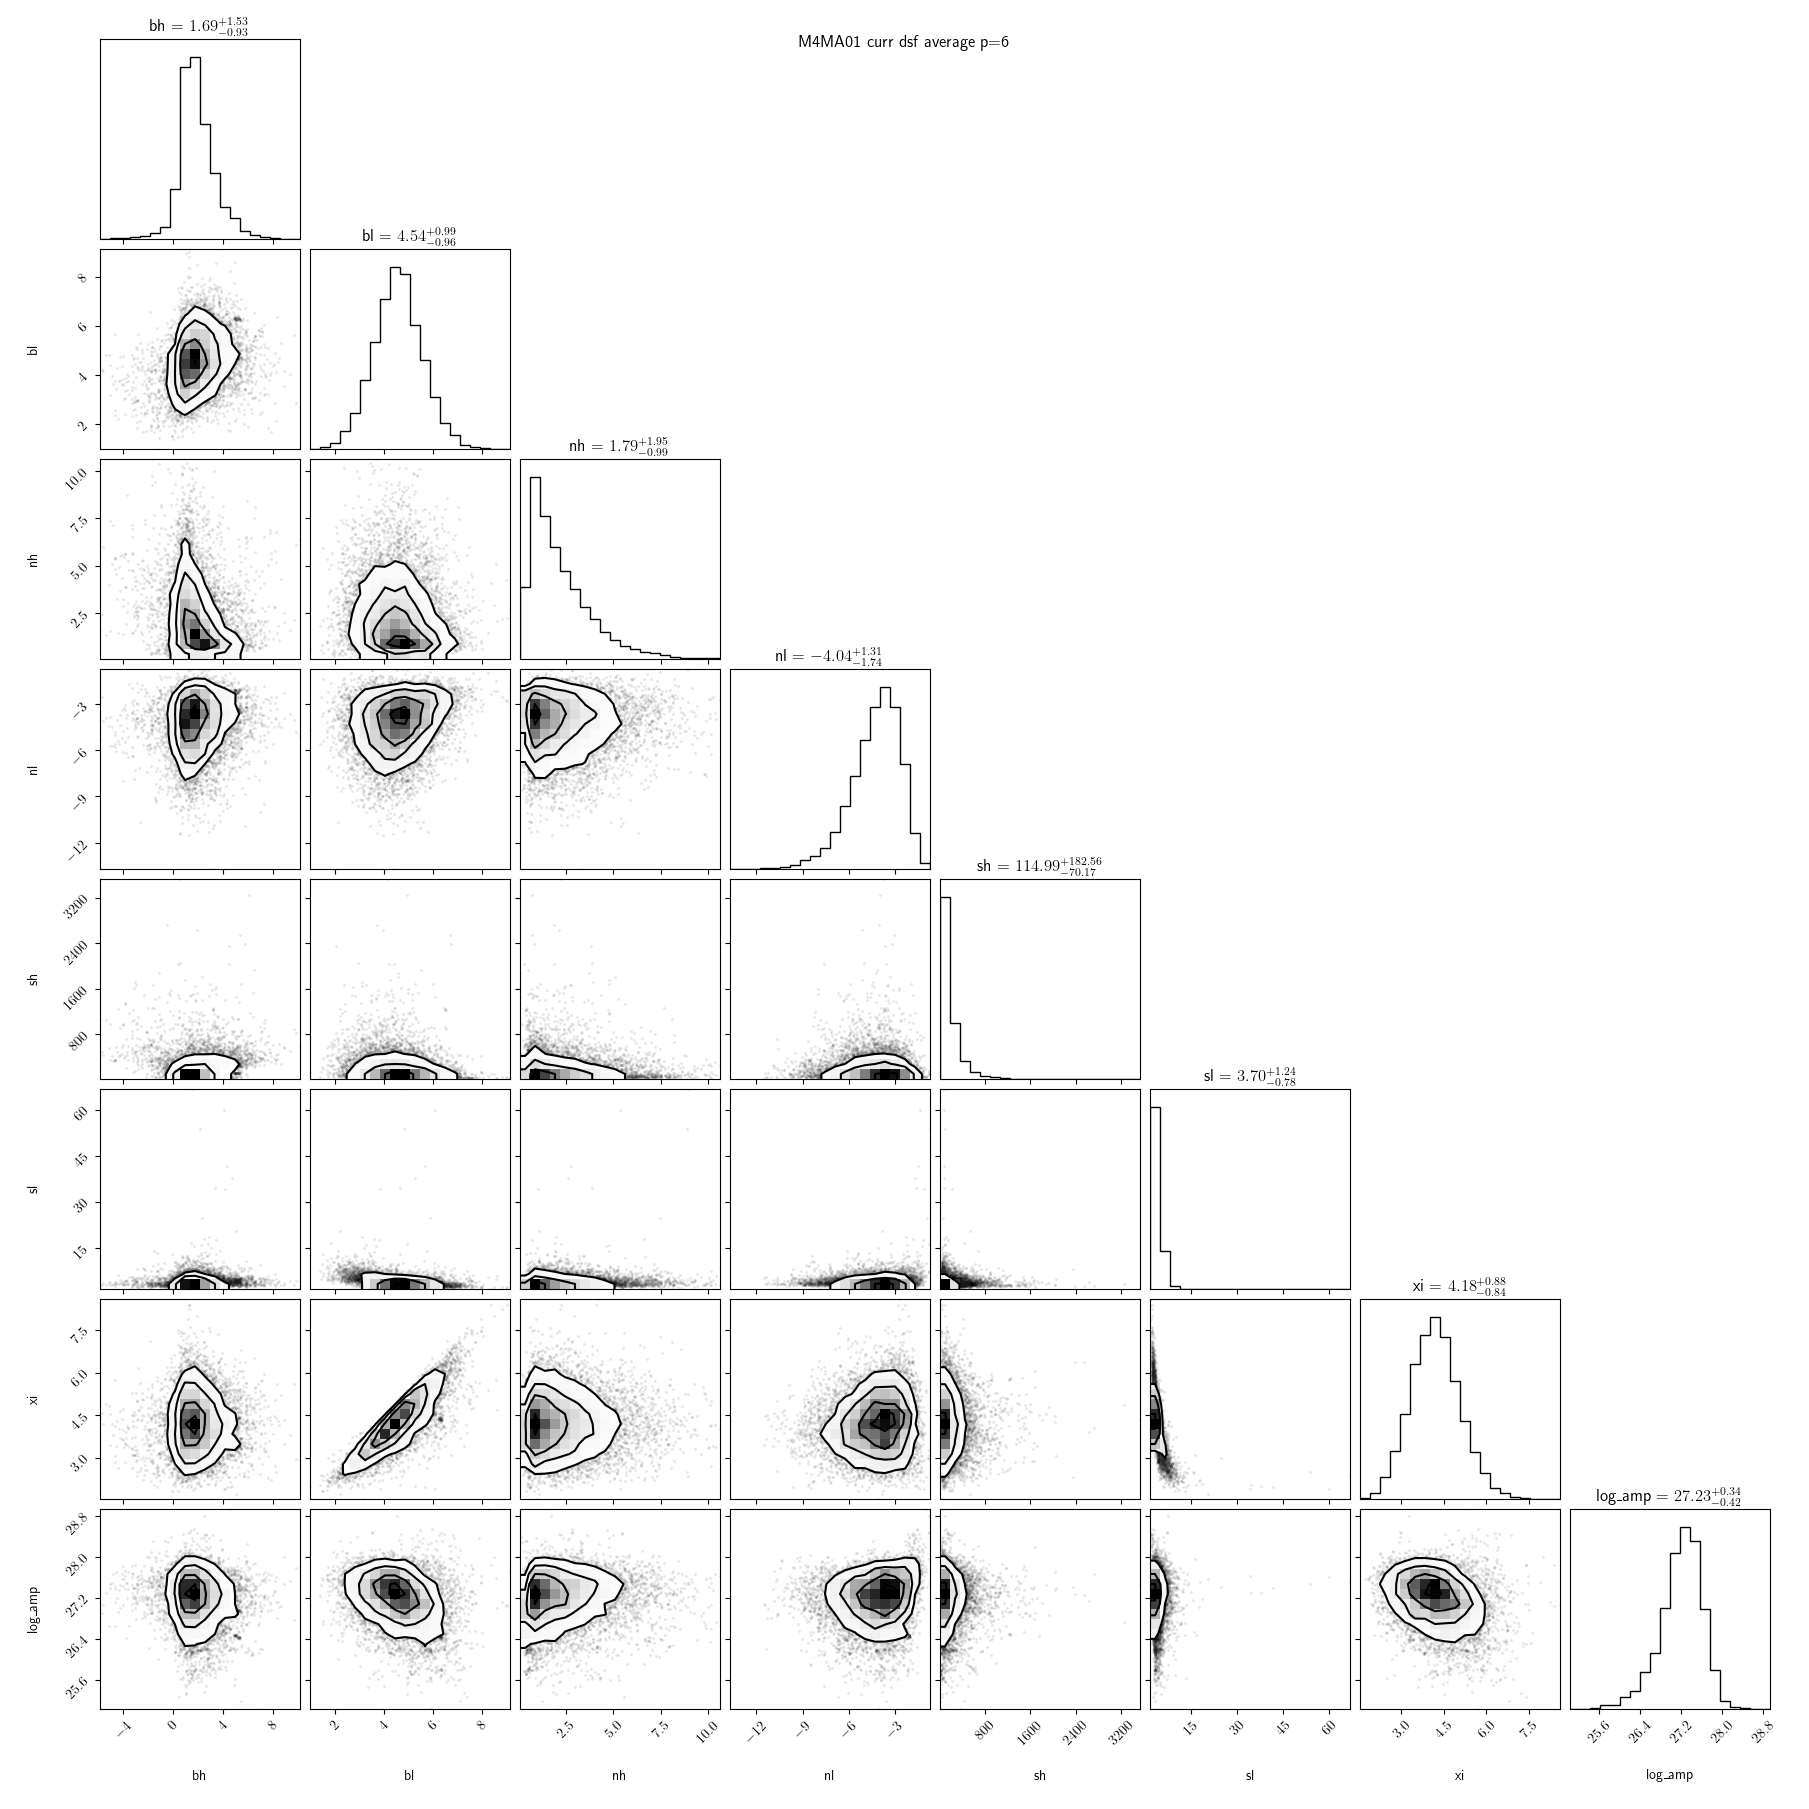 M4MA01 curr dsf average p=6
bh = 1.69 +1.53 −0.93
bl = 4.54 +0.99 −0.96
bl
8
6
4
2
nh = 1.79 +1.95 −0.99
nh
10.0
7.5
5.0
2.5
nl = −4.04 +1.31 −1.74
nl
−3
−6
−9
−12
sh = 114.99 +182.56 −70.17
sh
3200
2400
1600
800
sl = 3.70 +1.24 −0.78
sl
60
45
30
15
xi = 4.18 +0.88 −0.84
xi
7.5
6.0
4.5
3.0
log_amp = 27.23 +0.34 −0.42
log_amp
28.8
28.0
27.2
26.4
25.6
−4 0 4 8 2 4 6 8 2.5 5.0 7.5 10.0 −12 −9 −6 −3 800 1600 2400 3200 15 30 45 60 3.0 4.5 6.0 7.5 25.6 26.4 27.2 28.0 28.8
bh bl nh nl sh sl xi log_amp